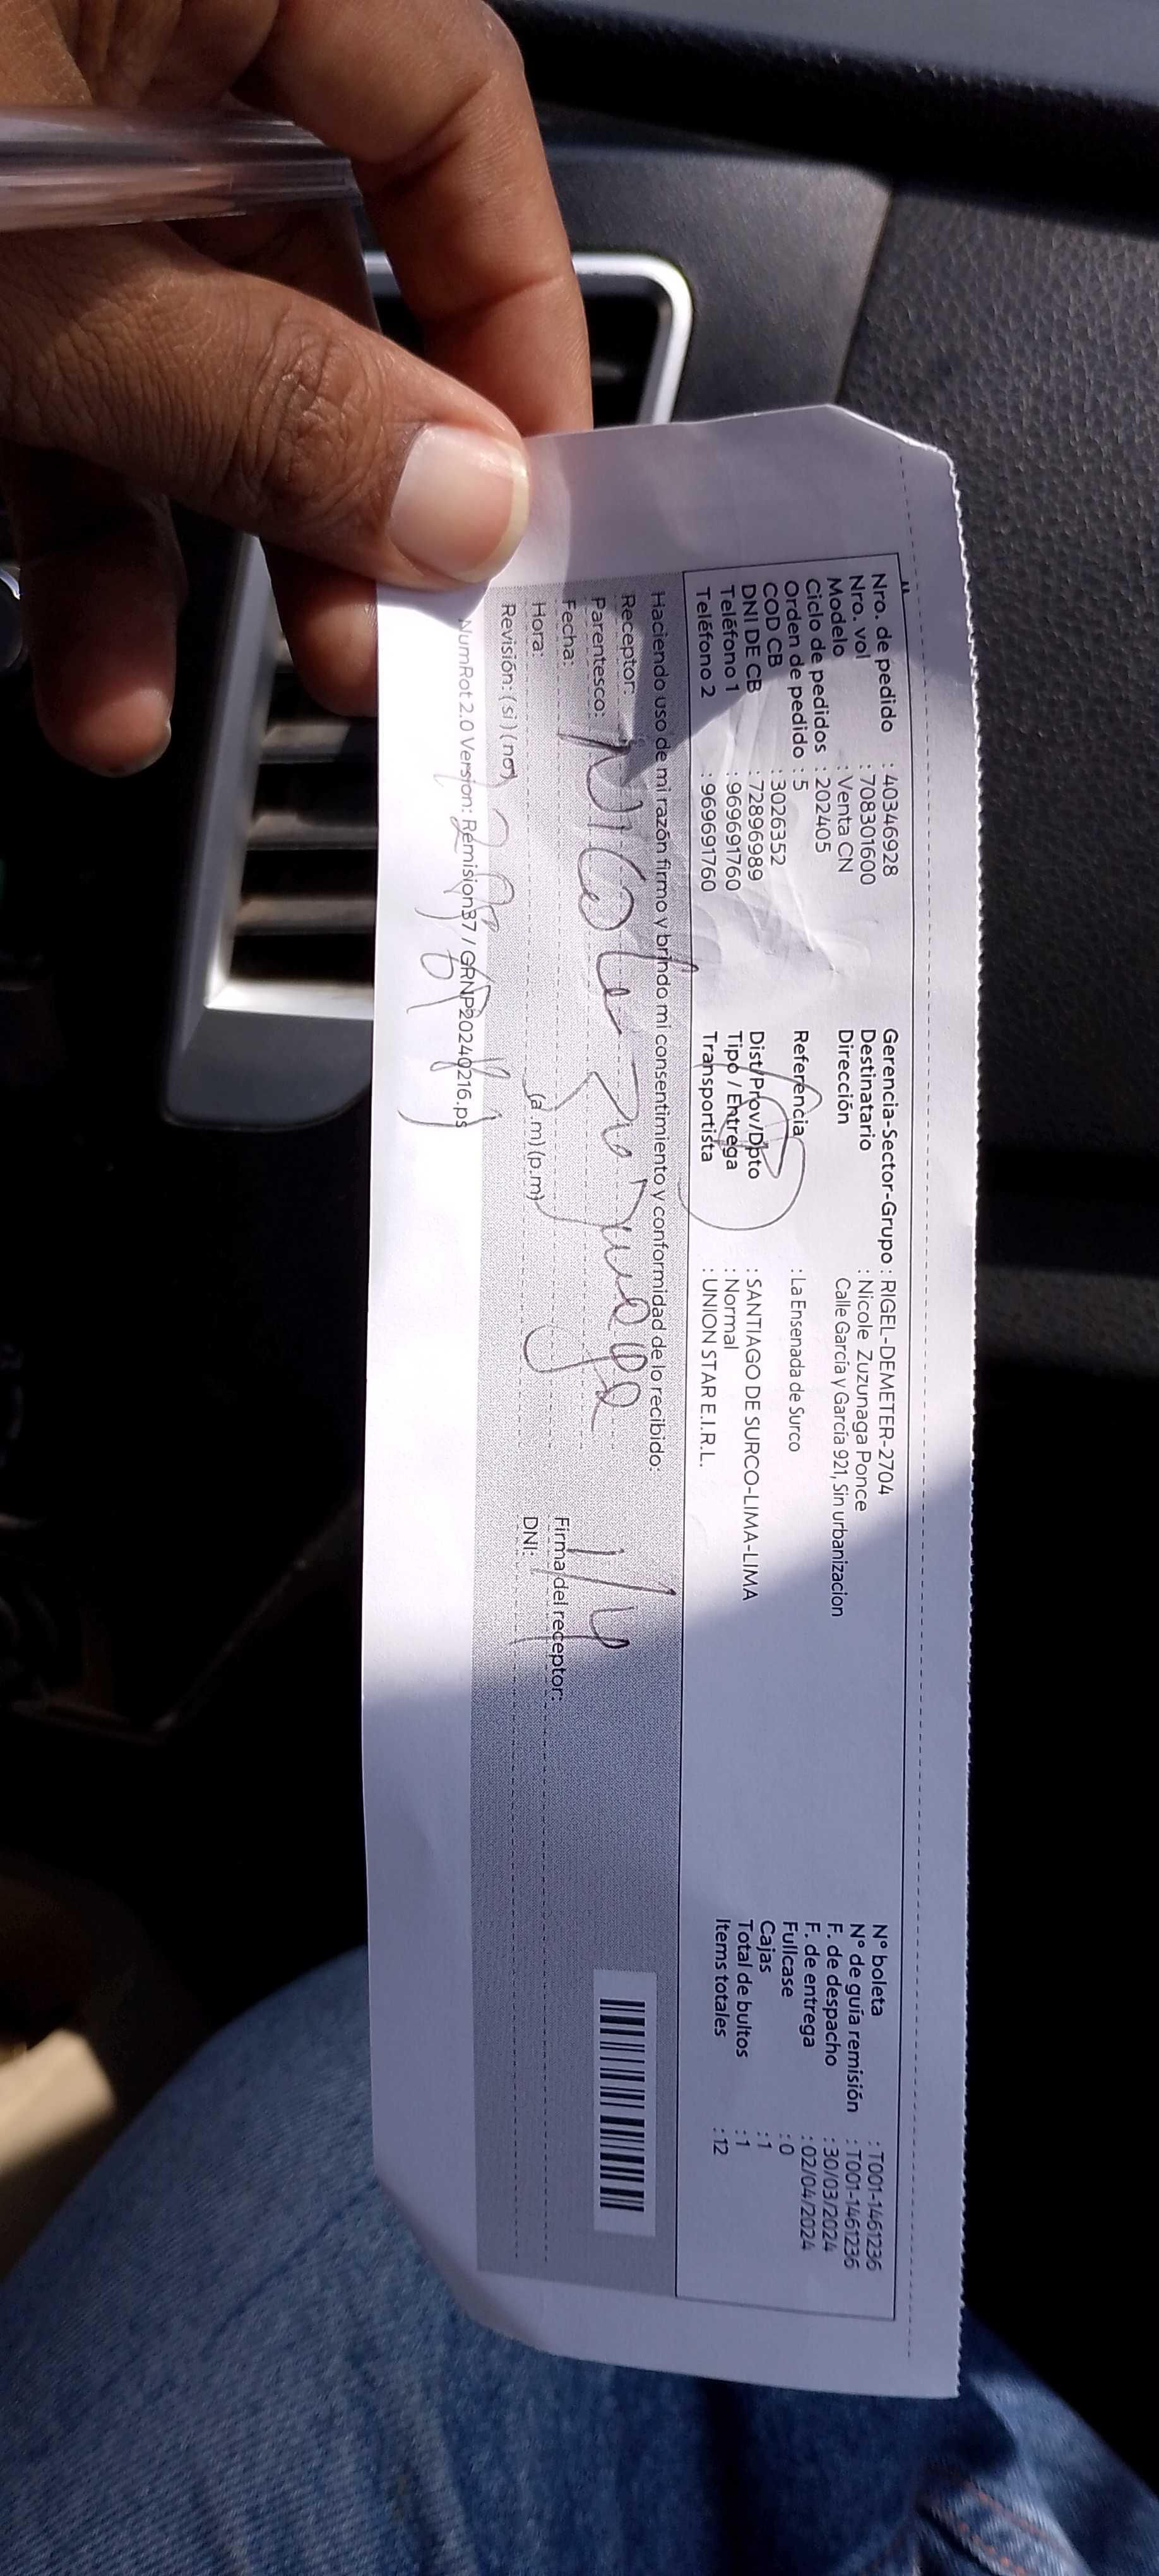 Nro. de pedido : 40346928
Nro. vol : 708301600
Modelo : Venta CN
Ciclo de pedidos : 202405
Orden de pedido : 5
COD CB : 3026352
DNI DE CB : 72896989
Teléfono 1 : 969691760
Teléfono 2 : 969691760
Gerencia-Sector-Grupo : RIGEL-DEMETER-2704
Destinatario : Nicole Zuzunaga Ponce
Dirección Calle García y García 921, Sin urbanizacion
Referencia : La Ensenada de Surco
Dist/Prov/Dpto : SANTIAGO DE SURCO-LIMA-LIMA
Tipo / Entrega : Normal
Transportista : UNION STAR E.I.R.L.
N° boleta : T001-1461236
N° de guía remisión : T001-1461236
F. de despacho : 30/03/2024
F. de entrega : 02/04/2024
Fullcase : 0
Cajas : 1
Total de bultos : 1
Items totales : 12
Haciendo uso de mi razón firmo y brindo mi consentimiento y conformidad de lo recibido:
Receptor:
Parentesco: Nicole
Fecha:
Hora: (a.m) (p.m)
Revisión: (si) (no)
Firma del receptor:
DNI:
NumRot 2.0 Version: Remision37 / GRNP20240216.ps